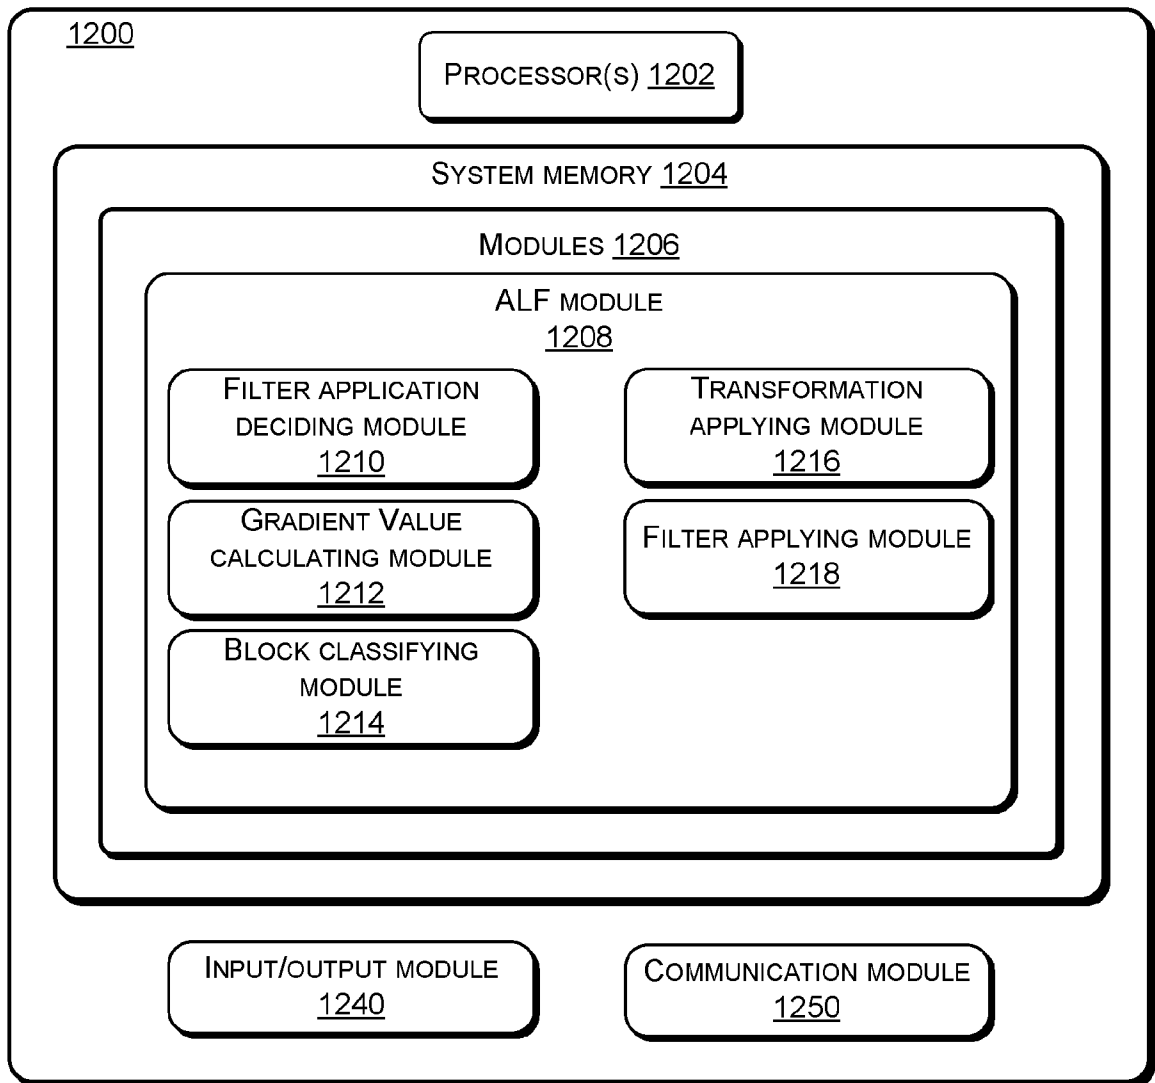 1200
PROCESSOR(S) 1202
SYSTEM MEMORY 1204
MODULES 1206
ALF MODULE
1208
FILTER APPLICATION
DECIDING MODULE
1210
GRADIENT VALUE
CALCULATING MODULE
1212
BLOCK CLASSIFYING
MODULE
1214
TRANSFORMATION
APPLYING MODULE
1216
FILTER APPLYING MODULE
1218
INPUT/OUTPUT MODULE
1240
COMMUNICATION MODULE
1250